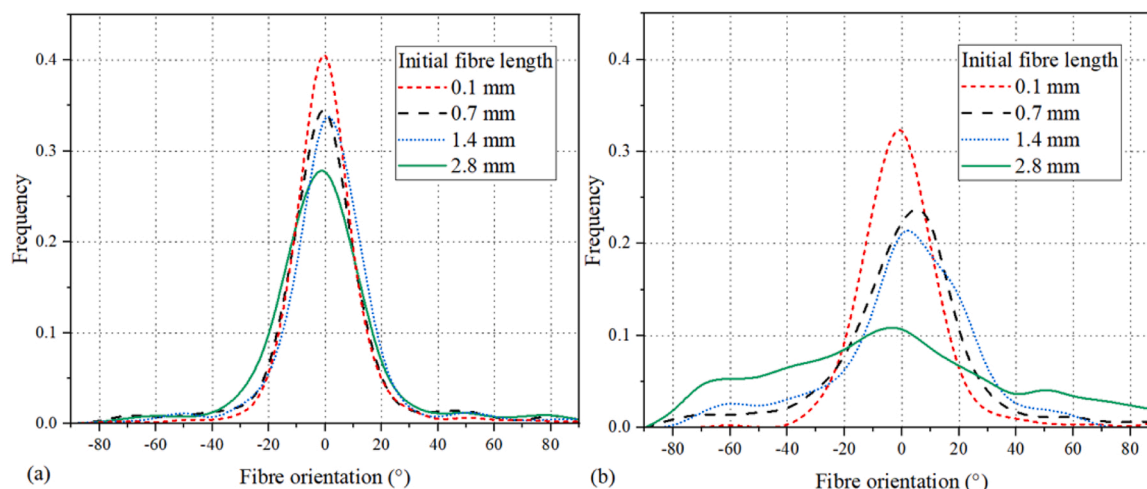 (a)
Frequency
0.4
0.3
0.2
0.1
0.0
-80 -60 -40 -20 0 20 40 60 80
Fibre orientation (°)
Initial fibre length
0.1 mm
0.7 mm
1.4 mm
2.8 mm
(b)
Frequency
0.4
0.3
0.2
0.1
0.0
-80 -60 -40 -20 0 20 40 60 80
Fibre orientation (°)
Initial fibre length
0.1 mm
0.7 mm
1.4 mm
2.8 mm